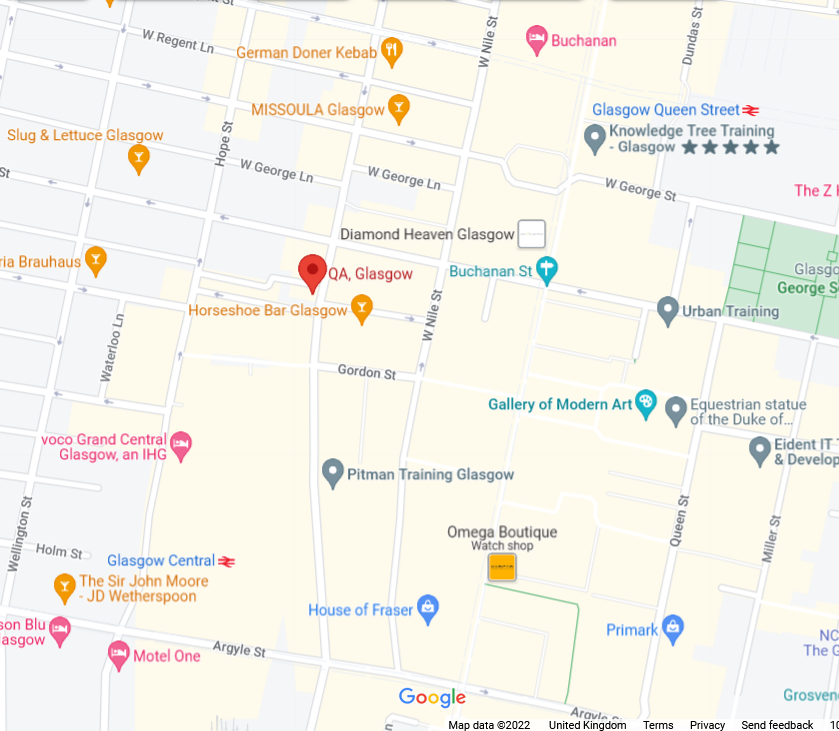 St
W Regent Ln
German Doner Kebab
W Nile St
Buchanan
Dundas St
MISSOULA Glasgow
Glasgow Queen Street
Slug & Lettuce Glasgow
Hope St
Knowledge Tree Training
- Glasgow ★★★★★
St
W George Ln
W George Ln
W George St
The Z
Diamond Heaven Glasgow
ria Brauhaus
QA, Glasgow
Buchanan St
Glasgo
George S
Horseshoe Bar Glasgow
W Nile St
Urban Training
Waterloo Ln
Gordon St
Gallery of Modern Art
Equestrian statue
of the Duke of...
voco Grand Central
Glasgow, an IHG
Eident IT
& Develop
Pitman Training Glasgow
Wellington St
Queen St
Miller St
Omega Boutique
Watch shop
Holm St
Glasgow Central
The Sir John Moore
- JD Wetherspoon
House of Fraser
son Blu
lasgow
Primark
NC
The G
Motel One
Argyle St
Grosven
Google
Argyle St
Map data ©2022 United Kingdom Terms Privacy Send feedback 10